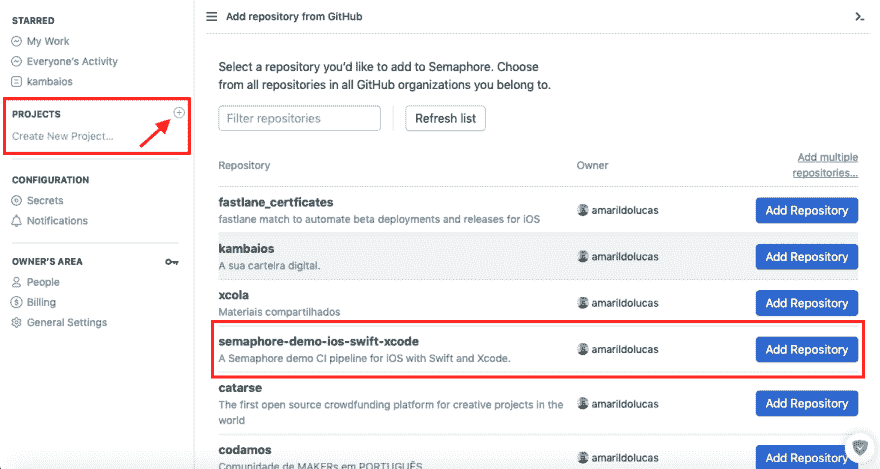 STARRED
My Work
Everyone's Activity
kambaios
PROJECTS
Create New Project...
CONFIGURATION
Secrets
Notifications
OWNER'S AREA
People
Billing
General Settings
Add repository from GitHub
Select a repository you'd like to add to Semaphore. Choose
from all repositories in all GitHub organizations you belong to.
Filter repositories
Refresh list
Repository
Owner
Add multiple
repositories...
fastlane_certficates
fastlane match to automate beta deployments and releases for iOS
amarildolucas
Add Repository
kambaios
A sua carteira digital.
amarildolucas
Add Repository
xcola
Materiais compartilhados
amarildolucas
Add Repository
semaphore-demo-ios-swift-xcode
A Semaphore demo CI pipeline for iOS with Swift and Xcode.
amarildolucas
Add Repository
catarse
The first open source crowdfunding platform for creative projects in the
world
amarildolucas
Add Repository
codamos
Comunidade de MAKERs em PORTUGUÊS
amarildolucas
Add Repository